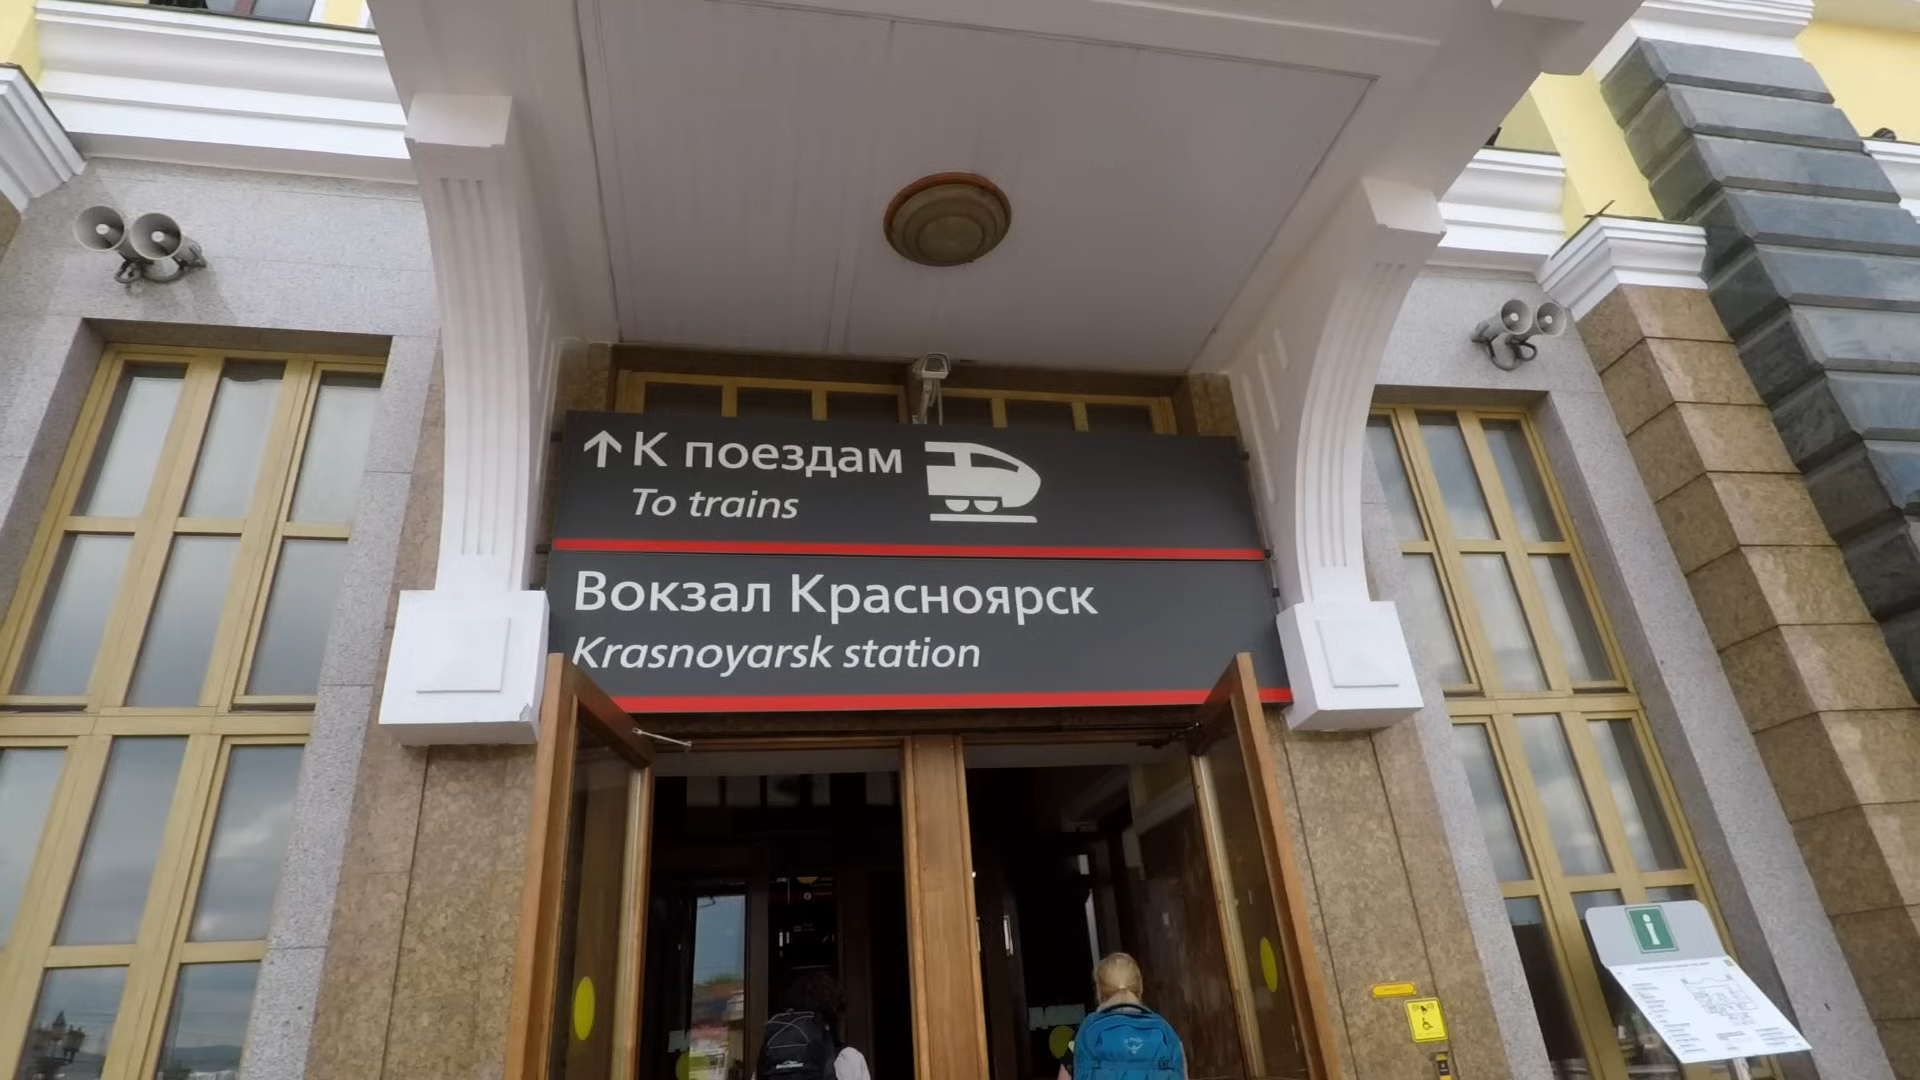 К поездам
To trains
Вокзал Красноярск
Krasnoyarsk station